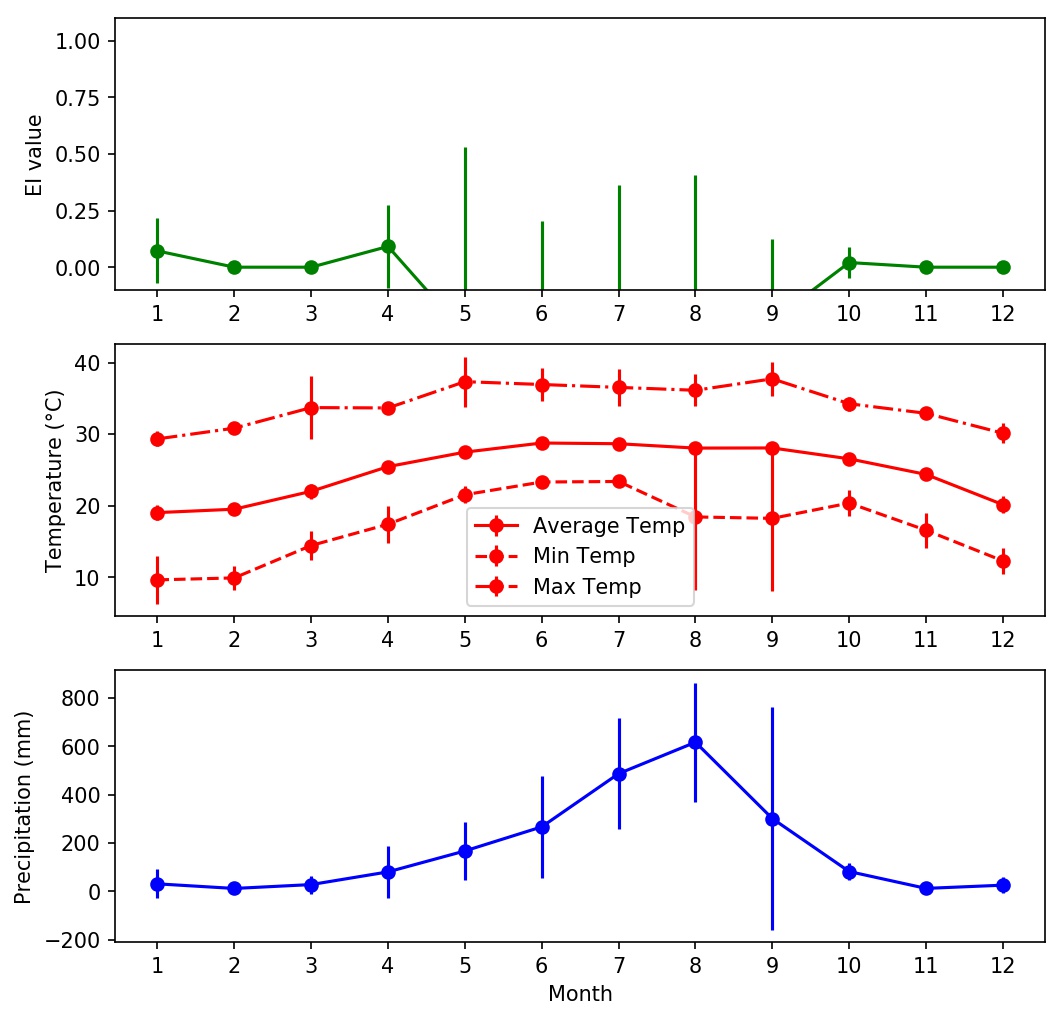 EI value
1.00
0.75
0.50
0.25
0.00
1 2 3 4 5 6 7 8 9 10 11 12
Temperature (°C)
40
30
20
10
Average Temp
Min Temp
Max Temp
1 2 3 4 5 6 7 8 9 10 11 12
Precipitation (mm)
800
600
400
200
0
−200
1 2 3 4 5 6 7 8 9 10 11 12
Month